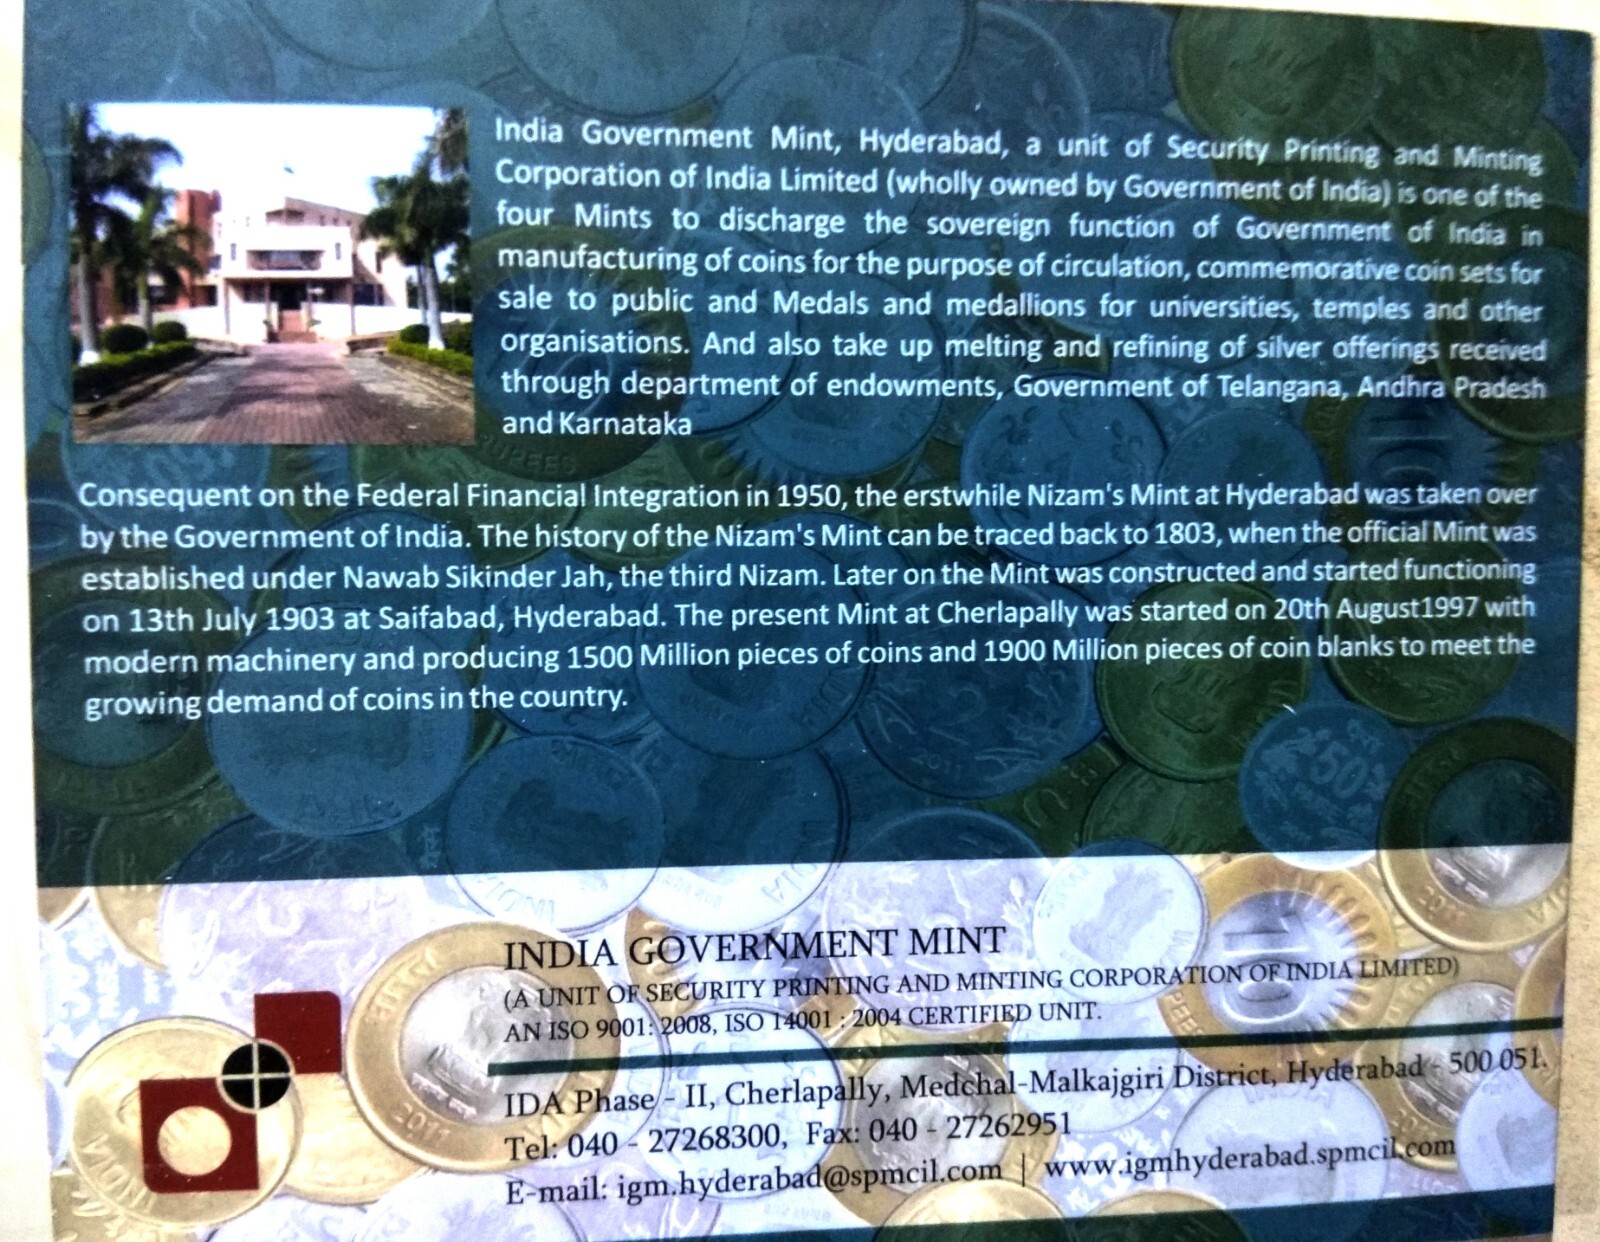 India Government Mint, Hyderabad, a unit of Security Printing and Minting
Corporation of India Limited (wholly owned by Government of India) is one of the
four Mints to discharge the sovereign function of Government of India in
manufacturing of coins for the purpose of circulation, commemorative coin sets for
sale to public and Medals and medallions for universities, temples and other
organisations. And also take up melting and refining of silver offerings received
through department of endowments, Government of Telangana, Andhra Pradesh
and Karnataka
Consequent on the Federal Financial Integration in 1950, the erstwhile Nizam's Mint at Hyderabad was taken over
by the Government of India. The history of the Nizam's Mint can be traced back to 1803, when the official Mint was
established under Nawab Sikinder Jah, the third Nizam. Later on the Mint was constructed and started functioning
on 13th July 1903 at Saifabad, Hyderabad. The present Mint at Cherlapally was started on 20th August1997 with
modern machinery and producing 1500 Million pieces of coins and 1900 Million pieces of coin blanks to meet the
growing demand of coins in the country.
INDIA GOVERNMENT MINT
(A UNIT OF SECURITY PRINTING AND MINTING CORPORATION OF INDIA LIMITED)
AN ISO 9001: 2008, ISO 14001 : 2004 CERTIFIED UNIT.
IDA Phase - II, Cherlapally, Medchal-Malkajgiri District, Hyderabad - 500 051.
Tel: 040 - 27268300, Fax: 040 - 27262951
E-mail: igm.hyderabad@spmcil.com | www.igmhyderabad.spmcil.com